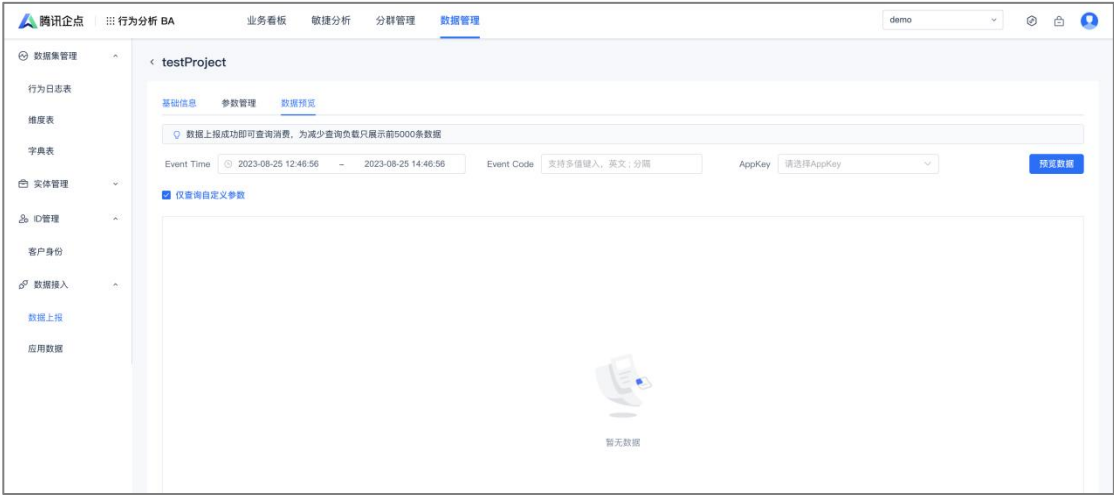 腾讯企点 行为分析 BA 业务看板 敏捷分析 分群管理 数据管理 demo
数据集管理
行为日志表
维度表
字典表
实体管理
ID管理
客户身份
数据接入
数据上报
应用数据
testProject
基础信息 参数管理 数据预览
数据上报成功即可查询消费，为减少查询负载只展示前5000条数据
Event Time 2023-08-25 12:46:56 ~ 2023-08-25 14:46:56 Event Code 支持多值键入，英文 ; 分隔 AppKey 请选择AppKey 预览数据
仅查询自定义参数
暂无数据